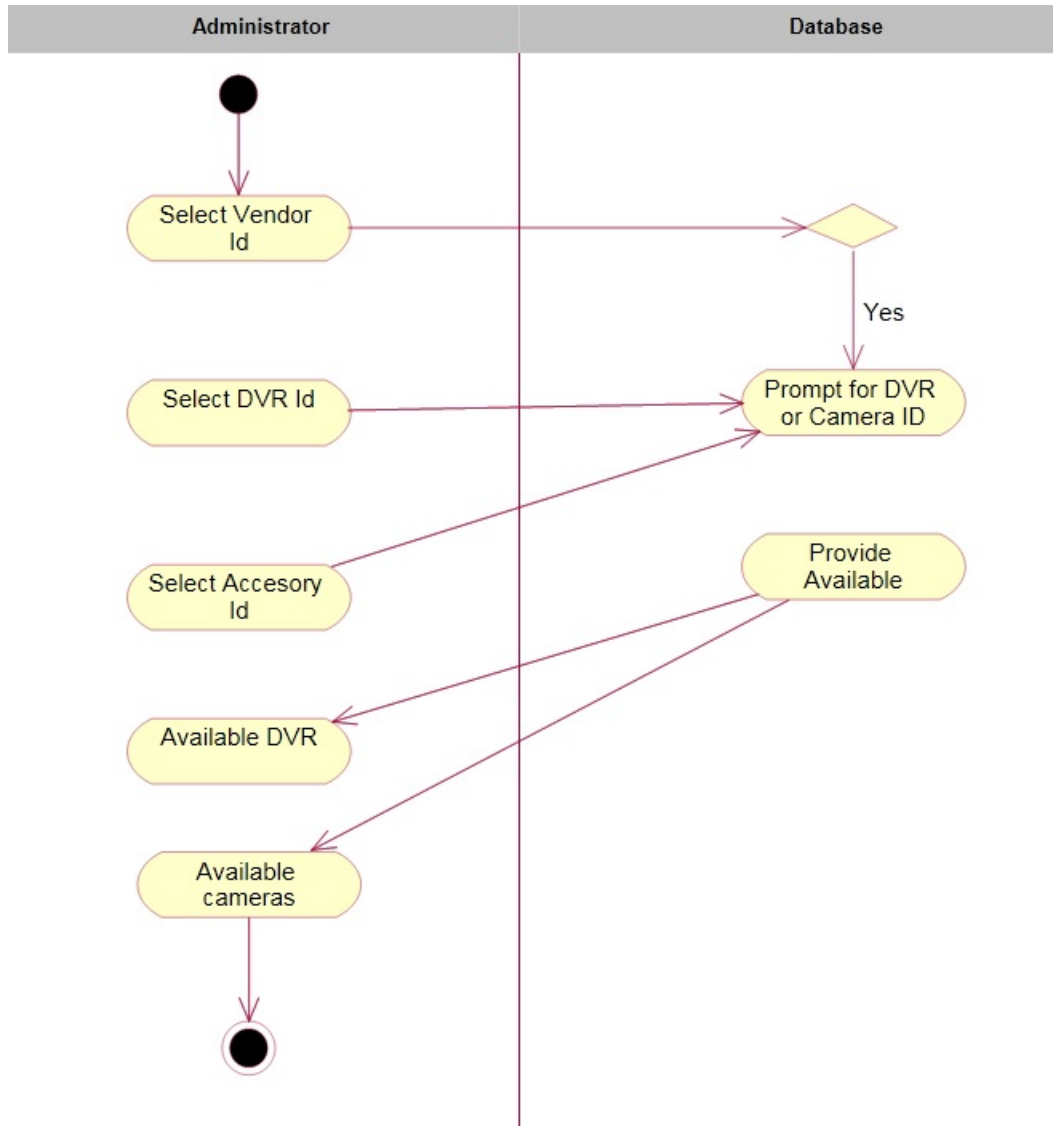 Administrator
Database
Select Vendor
Id
Yes
Select DVR Id
Prompt for DVR
or Camera ID
Select Accesory
Id
Provide
Available
Available DVR
Available
cameras